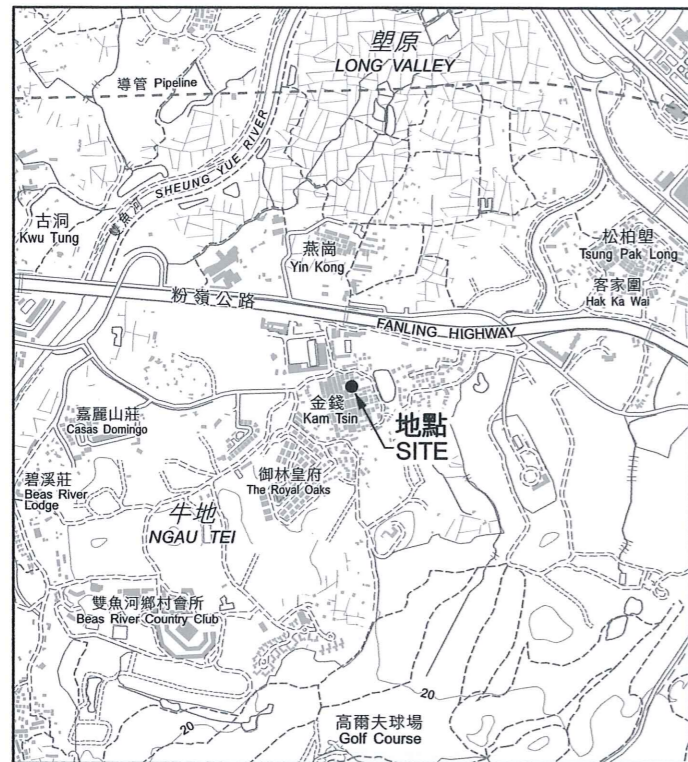 塱原
LONG VALLEY
導管 Pipeline
雙魚河 SHEUNG YUE RIVER
古洞
Kwu Tung
燕崗
Yin Kong
松柏塱
Tsung Pak Long
客家圍
Hak Ka Wai
粉嶺公路
FANLING HIGHWAY
金錢
Kam Tsin
地點
SITE
嘉麗山莊
Casas Domingo
碧溪莊
Beas River
Lodge
御林皇府
The Royal Oaks
牛地
NGAU TEI
雙魚河鄉村會所
Beas River Country Club
20
20
高爾夫球場
Golf Course